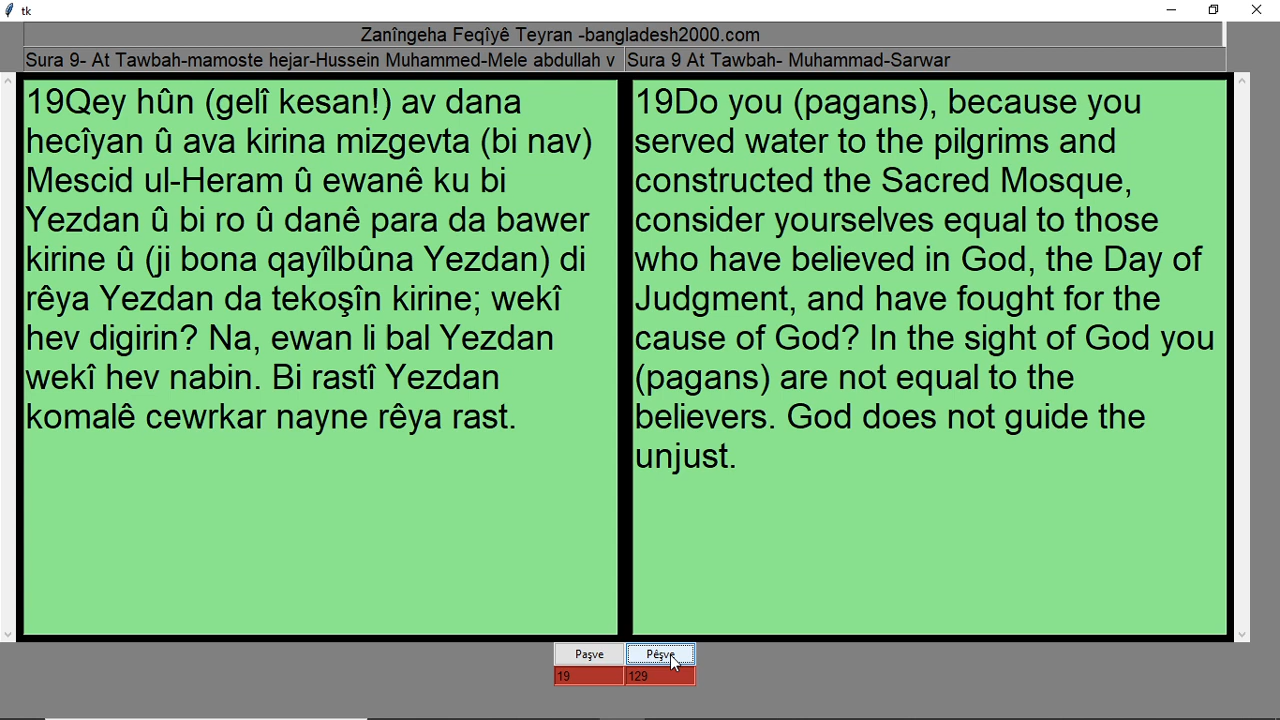 tk
Zanîngeha Feqîyê Teyran -bangladesh2000.com
Sura 9- At Tawbah-mamoste hejar-Hussein Muhammed-Mele abdullah v
Sura 9 At Tawbah- Muhammad-Sarwar
19Qey hûn (gelî kesan!) av dana
hecîyan û ava kirina mizgevta (bi nav)
Mescid ul-Heram û ewanê ku bi
Yezdan û bi ro û danê para da bawer
kirine û (ji bona qayîlbûna Yezdan) di
rêya Yezdan da tekoşîn kirine; wekî
hev digirin? Na, ewan li bal Yezdan
wekî hev nabin. Bi rastî Yezdan
komalê cewrkar nayne rêya rast.
19Do you (pagans), because you
served water to the pilgrims and
constructed the Sacred Mosque,
consider yourselves equal to those
who have believed in God, the Day of
Judgment, and have fought for the
cause of God? In the sight of God you
(pagans) are not equal to the
believers. God does not guide the
unjust.
Paşve
Pêşve
19
129